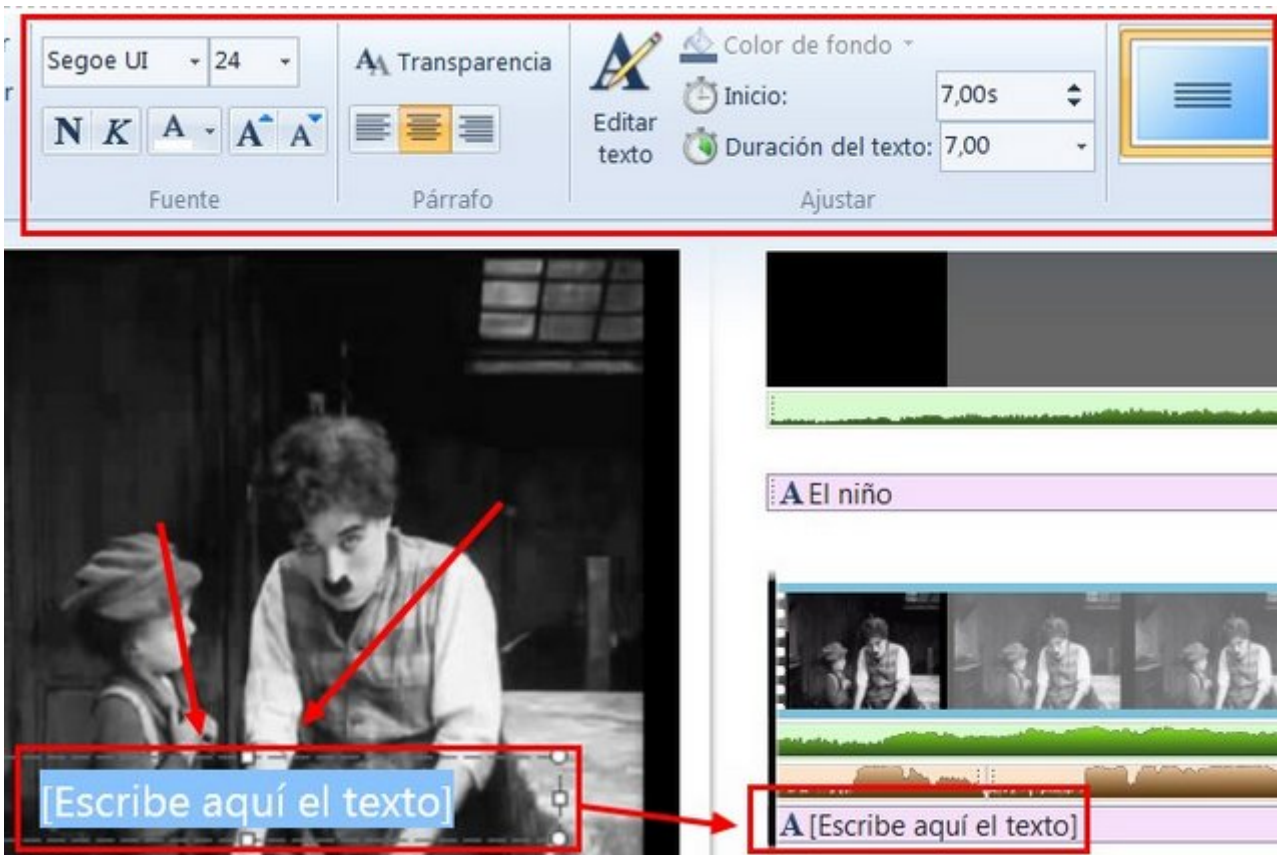 Segoe UI
24
N K A A A
Fuente
Transparencia
Párrafo
Editar
texto
Color de fondo
Inicio:
7,00s
Duración del texto:
7,00
Ajustar
A El niño
[Escribe aquí el texto]
A [Escribe aquí el texto]